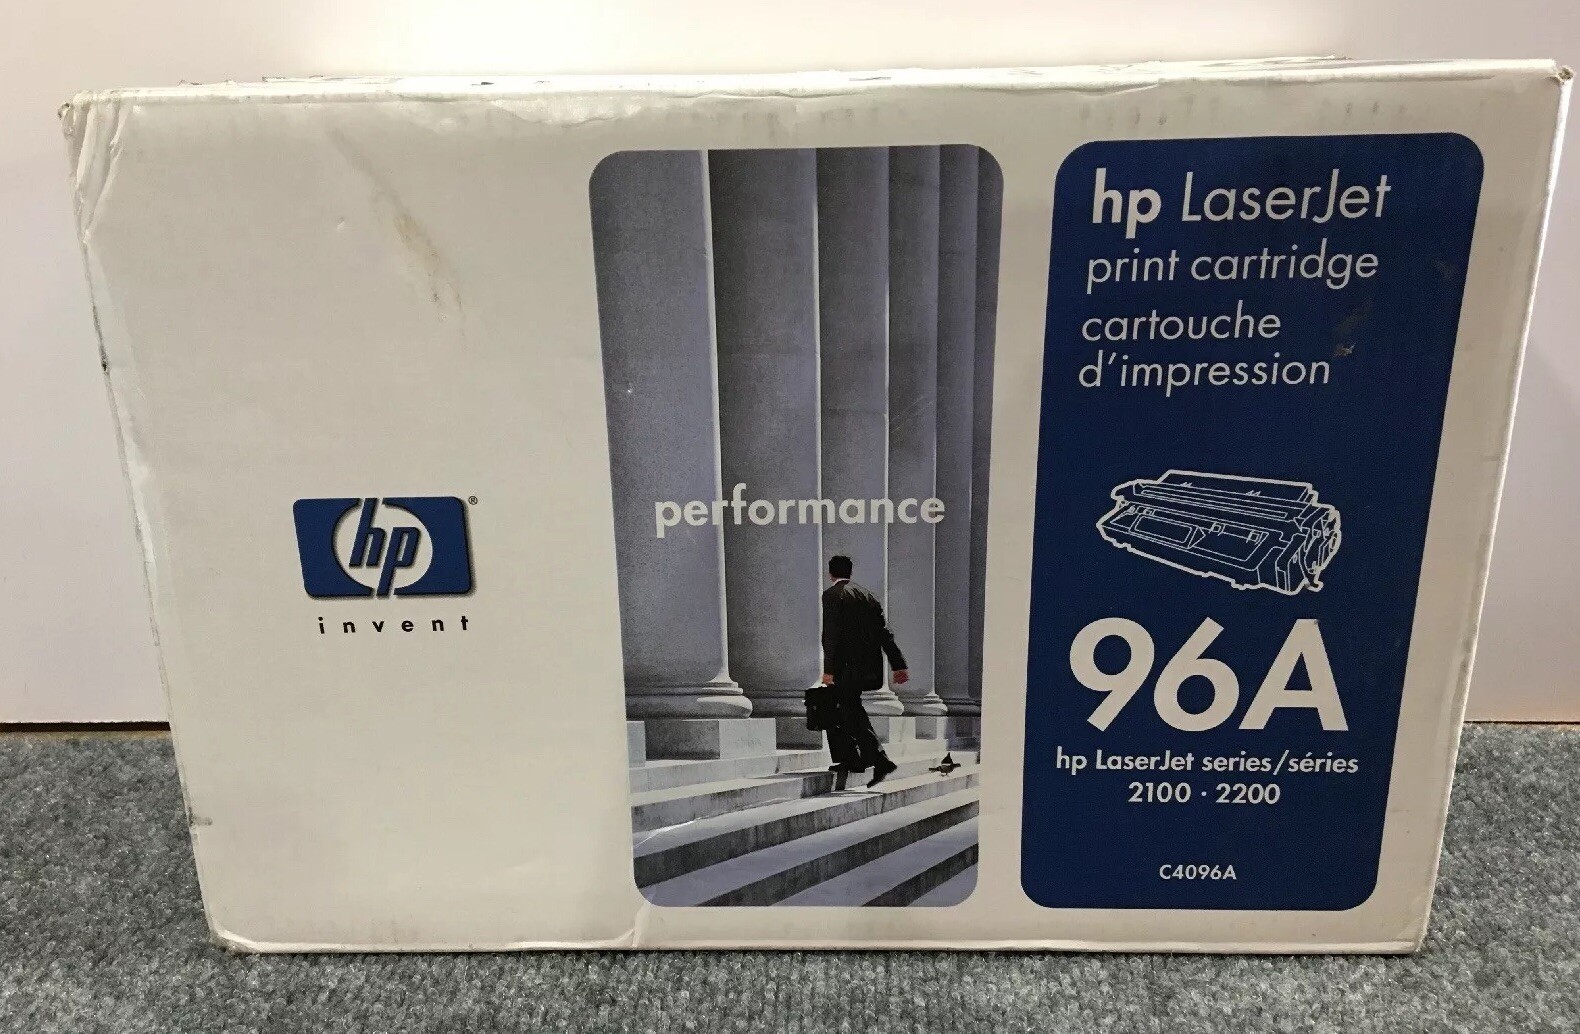 hp®
invent
performance
hp LaserJet
print cartridge
cartouche
d'impression
96A
hp LaserJet series/séries
2100 · 2200
C4096A